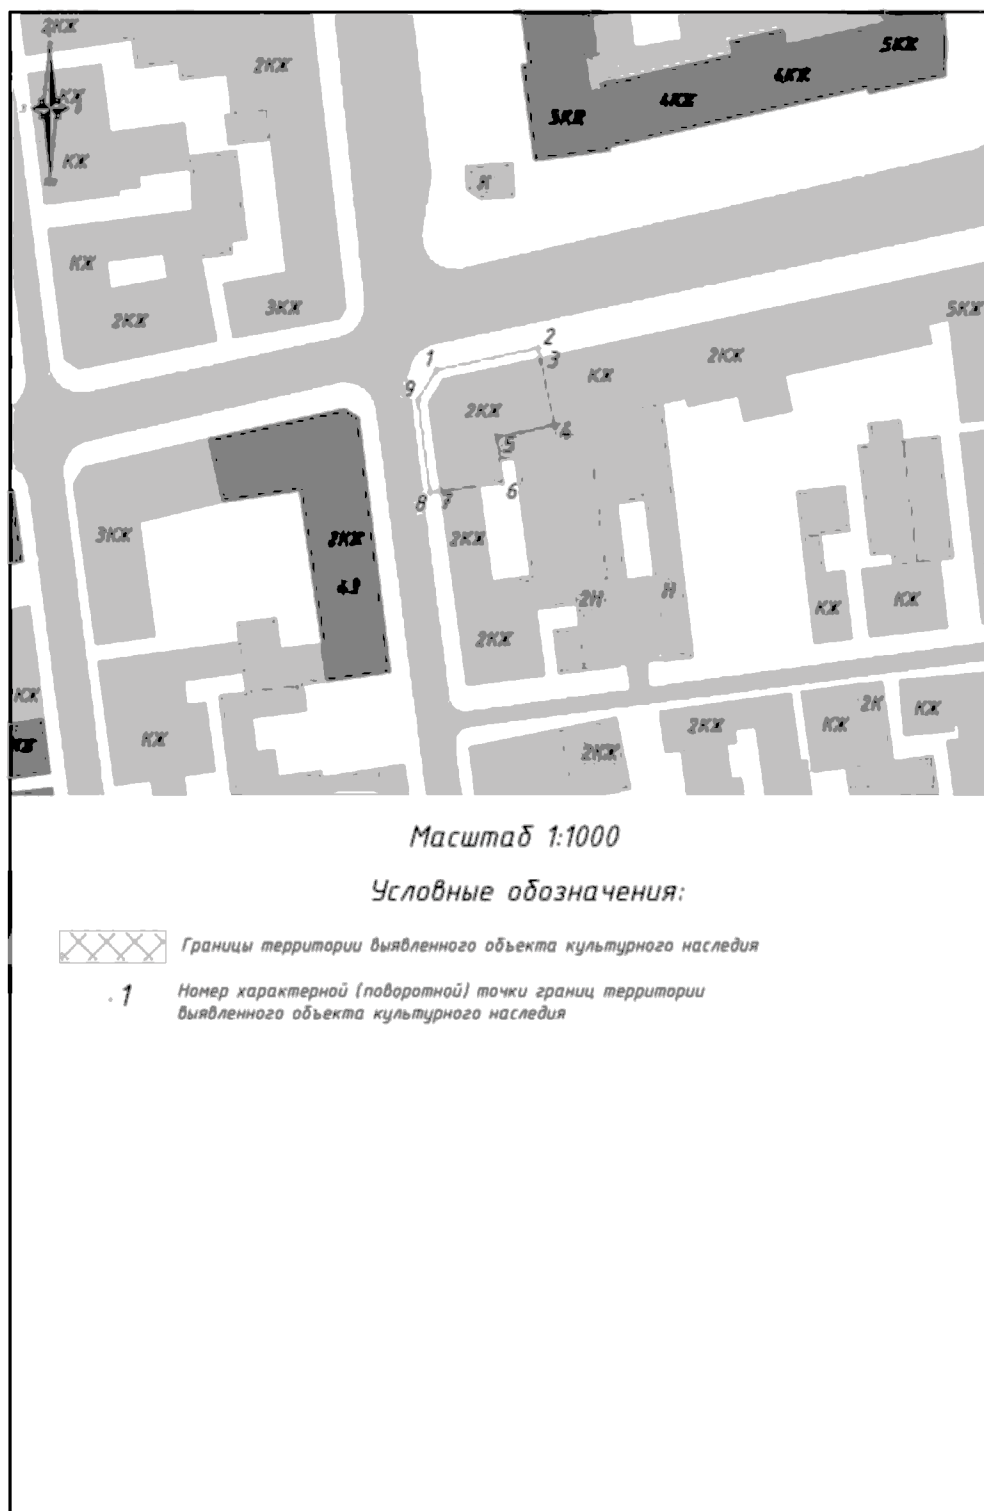 2КЖ
2КЖ
КЖ
КЖ
5КЖ
4КЖ
4КЖ
Н
КЖ
2КЖ
3КЖ
5КЖ
2КЖ
КЖ
1
2
3
9
2КЖ
4
5
6
7
8
3КЖ
2КЖ
2КЖ
2Н
Н
КЖ
КЖ
2КЖ
КЖ
КЖ
2КЖ
2КЖ
КЖ
2Н
КЖ
Масштаб 1:1000
Условные обозначения:
Границы территории выявленного объекта культурного наследия
1 Номер характерной (поворотной) точки границ территории
выявленного объекта культурного наследия